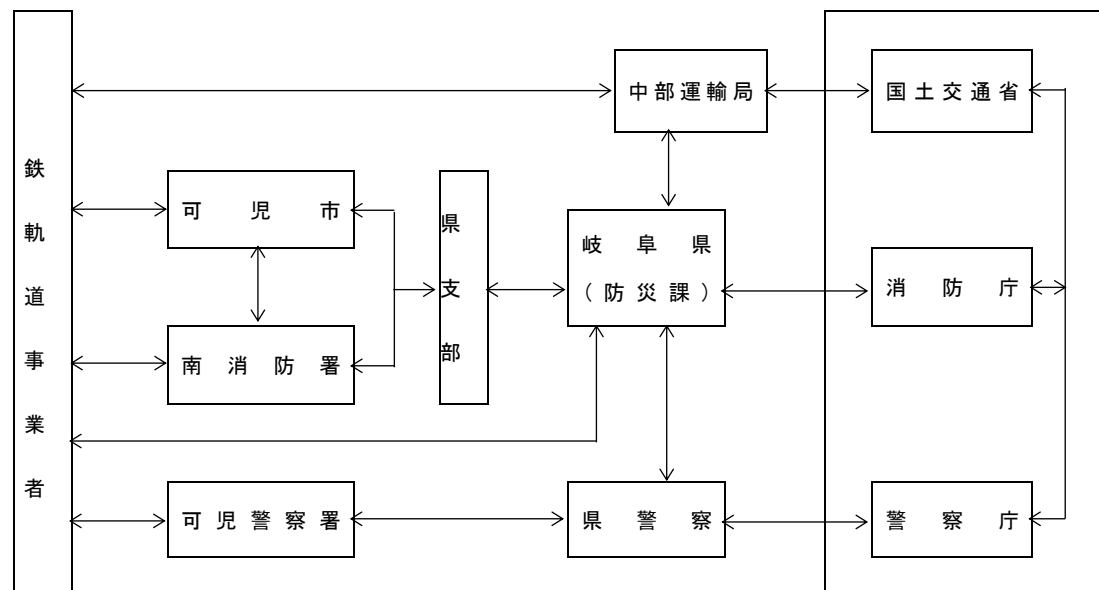 鉄軌道事業者
中部運輸局
国土交通省
可児市
県支部
岐阜県
（防災課）
消防庁
南消防署
可児警察署
県警察
警察庁